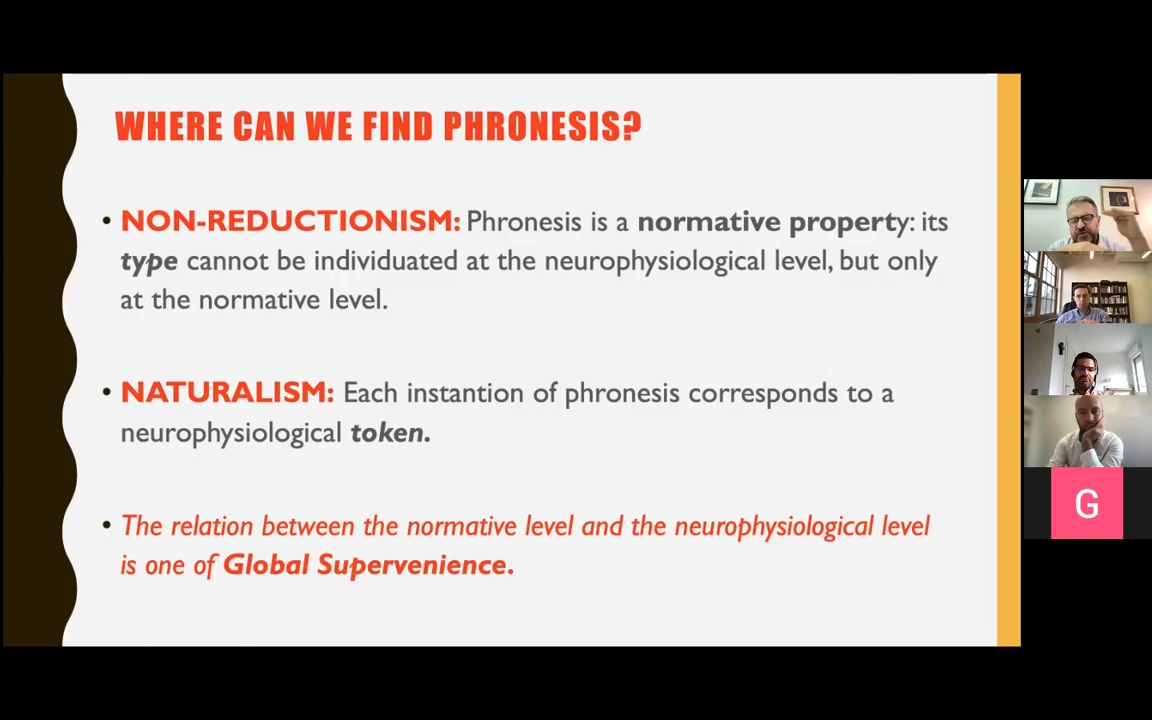 WHERE CAN WE FIND PHRONESIS?
• NON-REDUCTIONISM: Phronesis is a normative property: its
type cannot be individuated at the neurophysiological level, but only
at the normative level.
• NATURALISM: Each instantion of phronesis corresponds to a
neurophysiological token.
• The relation between the normative level and the neurophysiological level
is one of Global Supervenience.
G